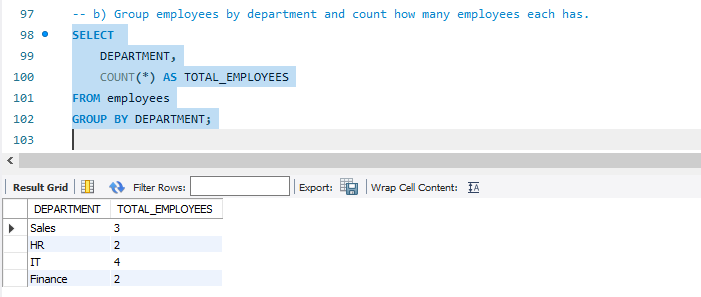 97 -- b) Group employees by department and count how many employees each has.
98 SELECT
99 DEPARTMENT,
100 COUNT(*) AS TOTAL_EMPLOYEES
101 FROM employees
102 GROUP BY DEPARTMENT;
103
Result Grid Filter Rows: Export: Wrap Cell Content: IA
DEPARTMENT TOTAL_EMPLOYEES
Sales 3
HR 2
IT 4
Finance 2